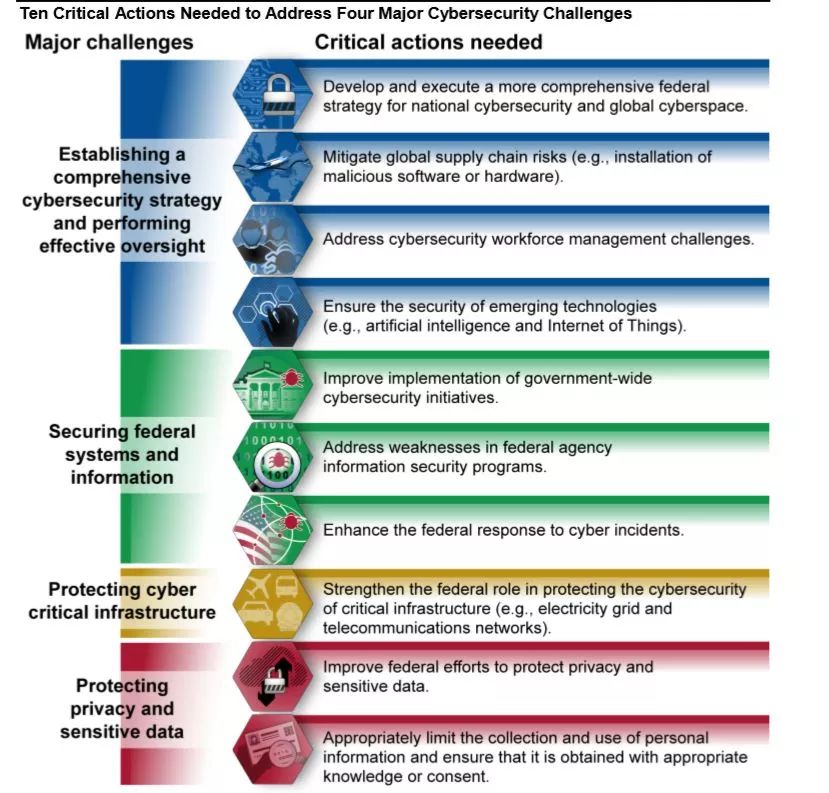 Ten Critical Actions Needed to Address Four Major Cybersecurity Challenges
Major challenges
Critical actions needed
Establishing a
comprehensive
cybersecurity strategy
and performing
effective oversight
Develop and execute a more comprehensive federal
strategy for national cybersecurity and global cyberspace.
Mitigate global supply chain risks (e.g., installation of
malicious software or hardware).
Address cybersecurity workforce management challenges.
Ensure the security of emerging technologies
(e.g., artificial intelligence and Internet of Things).
Securing federal
systems and
information
Improve implementation of government-wide
cybersecurity initiatives.
Address weaknesses in federal agency
information security programs.
Enhance the federal response to cyber incidents.
Protecting cyber
critical infrastructure
Strengthen the federal role in protecting the cybersecurity
of critical infrastructure (e.g., electricity grid and
telecommunications networks).
Protecting
privacy and
sensitive data
Improve federal efforts to protect privacy and
sensitive data.
Appropriately limit the collection and use of personal
information and ensure that it is obtained with appropriate
knowledge or consent.